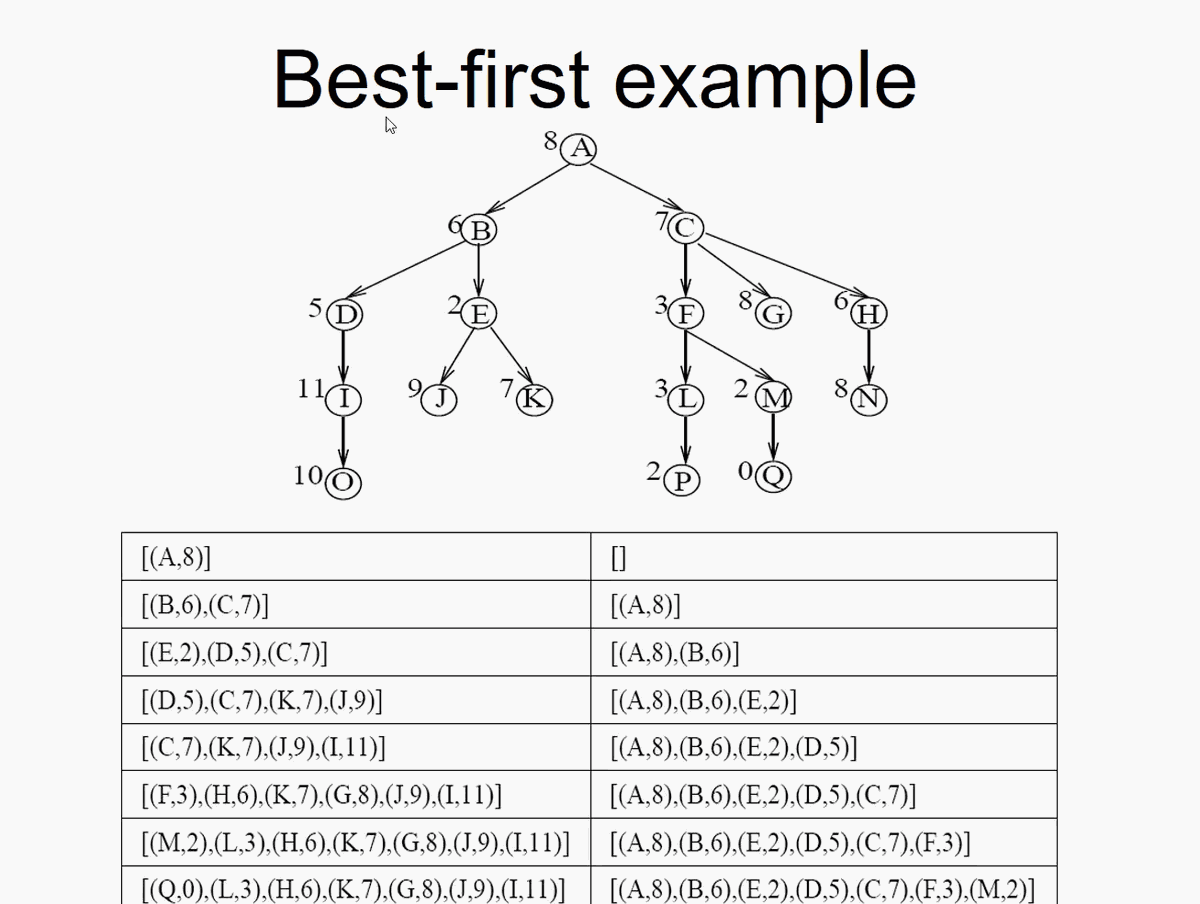 Best-first example
8 A
6 B 7 C
5 D 2 E 3 F 8 G 6 H
11 I 9 J 7 K 3 L 2 M 8 N
10 O 2 P 0 Q
[(A,8)] []
[(B,6),(C,7)] [(A,8)]
[(E,2),(D,5),(C,7)] [(A,8),(B,6)]
[(D,5),(C,7),(K,7),(J,9)] [(A,8),(B,6),(E,2)]
[(C,7),(K,7),(J,9),(I,11)] [(A,8),(B,6),(E,2),(D,5)]
[(F,3),(H,6),(K,7),(G,8),(J,9),(I,11)] [(A,8),(B,6),(E,2),(D,5),(C,7)]
[(M,2),(L,3),(H,6),(K,7),(G,8),(J,9),(I,11)] [(A,8),(B,6),(E,2),(D,5),(C,7),(F,3)]
[(Q,0),(L,3),(H,6),(K,7),(G,8),(J,9),(I,11)] [(A,8),(B,6),(E,2),(D,5),(C,7),(F,3),(M,2)]